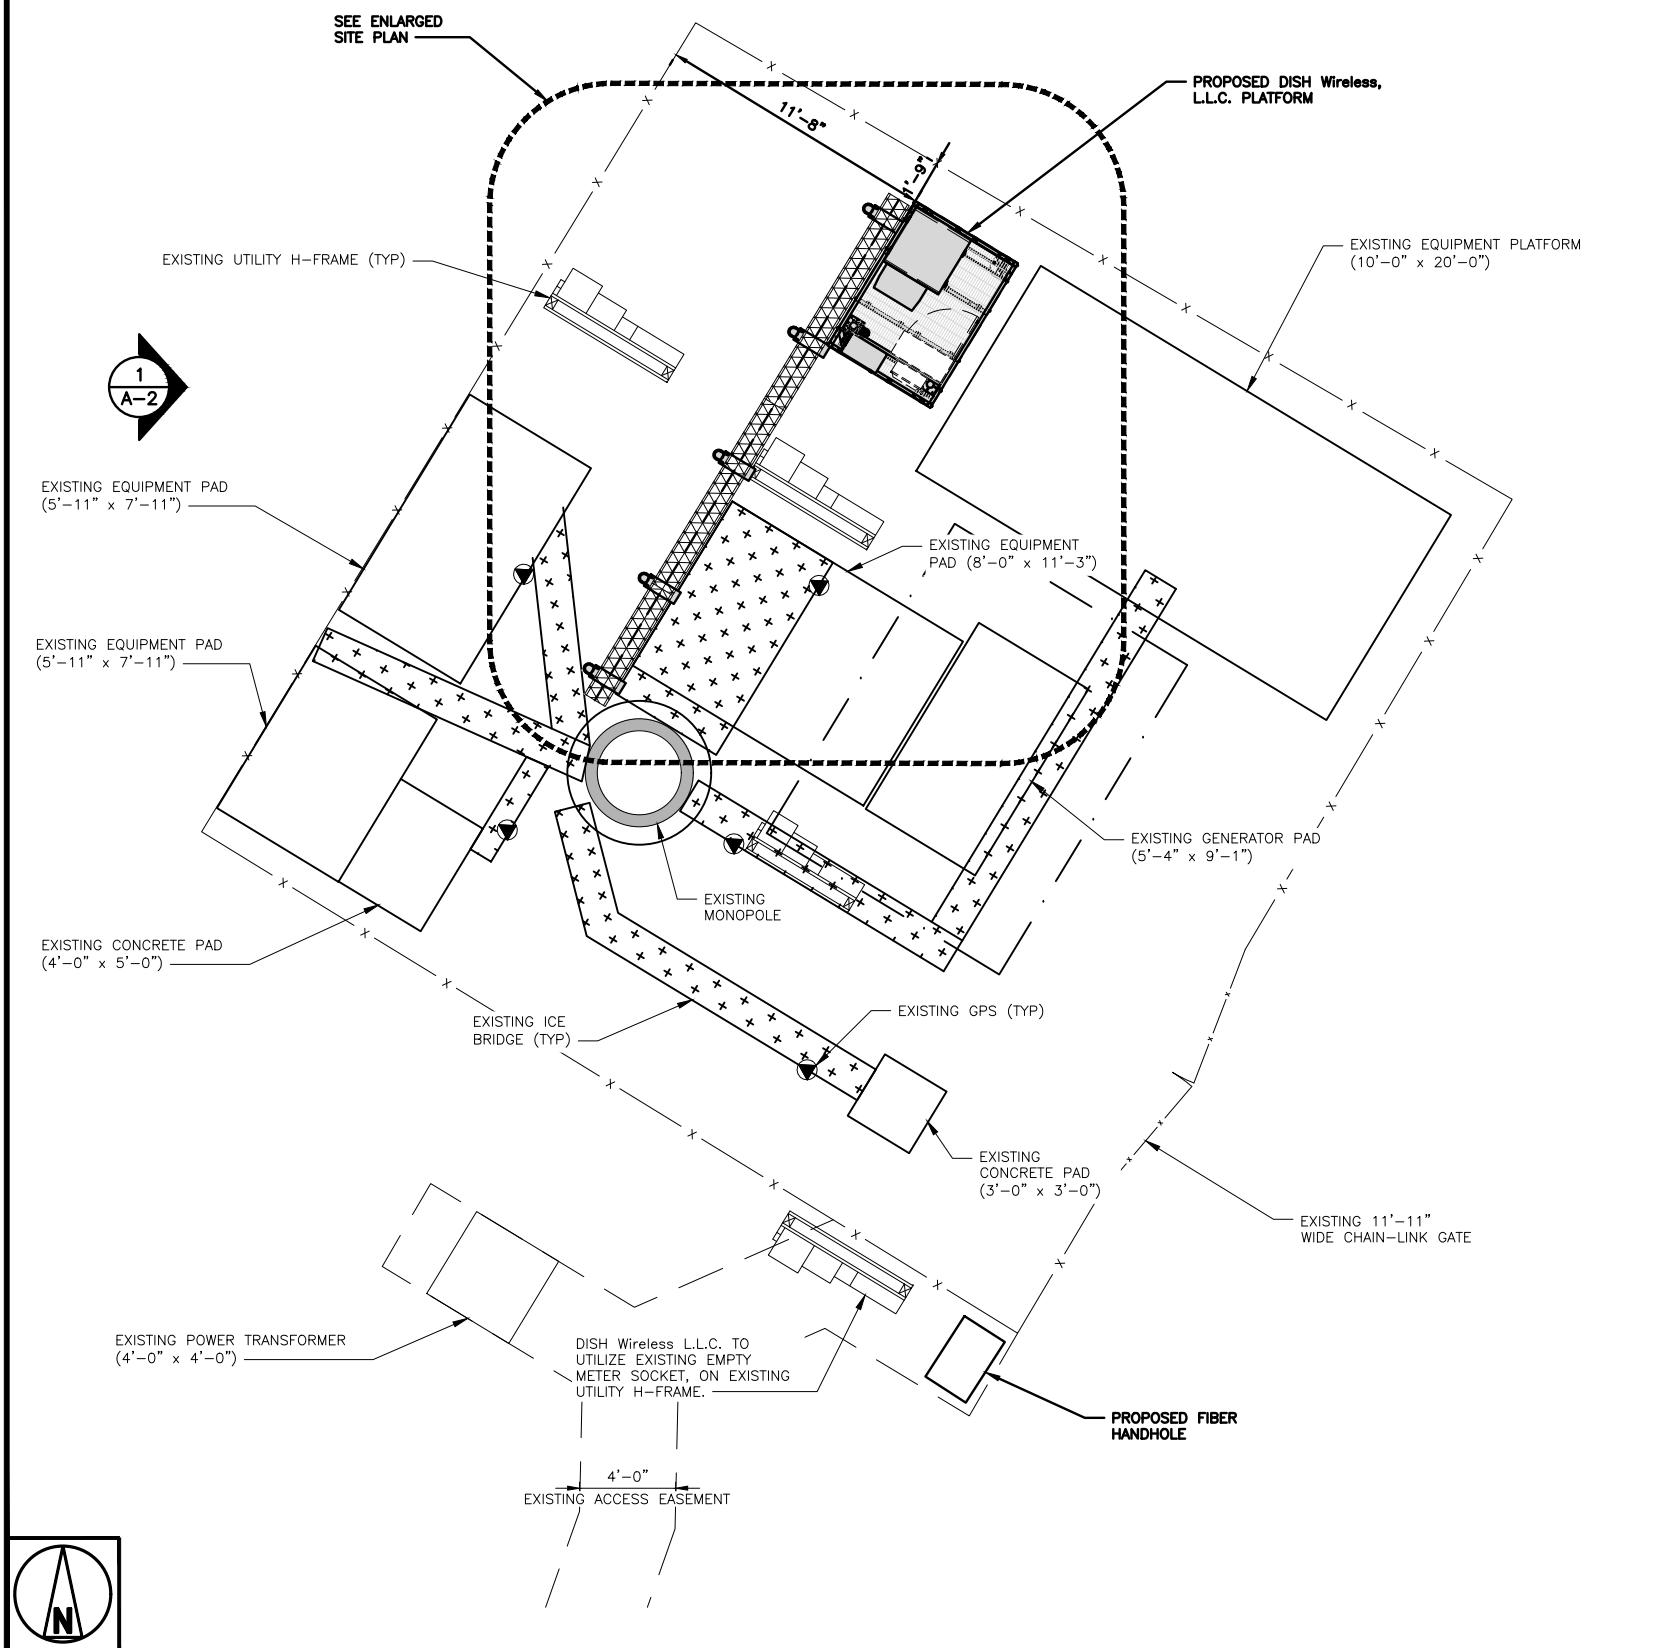 SEE ENLARGED
SITE PLAN
PROPOSED DISH Wireless,
L.L.C. PLATFORM
11'-8"
1'-9"
EXISTING UTILITY H-FRAME (TYP)
EXISTING EQUIPMENT PLATFORM
(10'-0" x 20'-0")
1
A-2
EXISTING EQUIPMENT PAD
(5'-11" x 7'-11")
EXISTING EQUIPMENT
PAD (8'-0" x 11'-3")
EXISTING EQUIPMENT PAD
(5'-11" x 7'-11")
EXISTING GENERATOR PAD
(5'-4" x 9'-1")
EXISTING
MONOPOLE
EXISTING CONCRETE PAD
(4'-0" x 5'-0")
EXISTING ICE
BRIDGE (TYP)
EXISTING GPS (TYP)
EXISTING
CONCRETE PAD
(3'-0" x 3'-0")
EXISTING 11'-11"
WIDE CHAIN-LINK GATE
EXISTING POWER TRANSFORMER
(4'-0" x 4'-0")
DISH Wireless L.L.C. TO
UTILIZE EXISTING EMPTY
METER SOCKET, ON EXISTING
UTILITY H-FRAME.
PROPOSED FIBER
HANDHOLE
4'-0"
EXISTING ACCESS EASEMENT
N